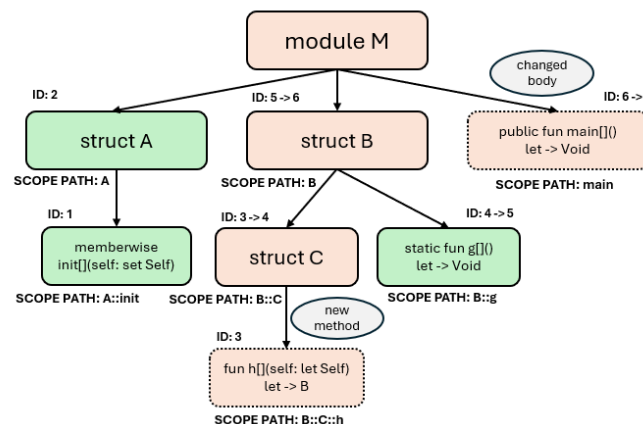 module M
changed
body
ID: 2
ID: 5 -> 6
ID: 6 ->
struct A
struct B
public fun main[]()
let -> Void
SCOPE PATH: A
SCOPE PATH: B
SCOPE PATH: main
ID: 1
ID: 3 -> 4
ID: 4 -> 5
memberwise
init[](self: set Self)
struct C
static fun g[]()
let -> Void
SCOPE PATH: A::init
SCOPE PATH: B::C
SCOPE PATH: B::g
new
method
ID: 3
fun h[](self: let Self)
let -> B
SCOPE PATH: B::C::h